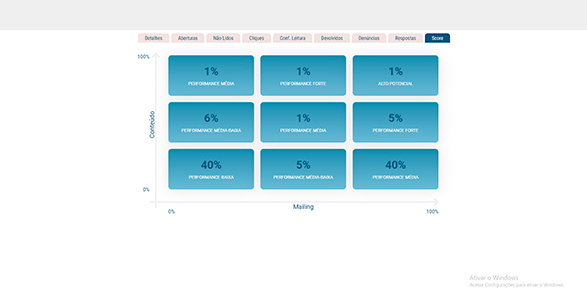 Detalhes Aberturas Não Lidos Cliques Conf. Leitura Devolvidos Denúncias Respostas Score
100%
1%
PERFORMANCE MÉDIA
1%
PERFORMANCE FORTE
1%
ALTO POTENCIAL
Conteúdo
6%
PERFORMANCE MÉDIA-BAIXA
1%
PERFORMANCE MÉDIA
5%
PERFORMANCE FORTE
40%
PERFORMANCE BAIXA
5%
PERFORMANCE MÉDIA-BAIXA
40%
PERFORMANCE MÉDIA
0%
0%
Mailing
100%
Ativar o Windows
Acesse Configurações para ativar o Windows.